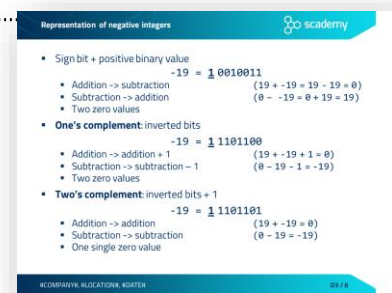 Representation of negative integers
scademy
Sign bit + positive binary value
-19 = 1 0010011
Addition -> subtraction (19 + -19 = 19 - 19 = 0)
Subtraction -> addition (0 - -19 = 0 + 19 = 19)
Two zero values
One's complement: inverted bits
-19 = 1 1101100
Addition -> addition + 1 (19 + -19 + 1 = 0)
Subtraction -> subtraction – 1 (0 - 19 - 1 = -19)
Two zero values
Two's complement: inverted bits + 1
-19 = 1 1101101
Addition -> addition (19 + -19 = 0)
Subtraction -> subtraction (0 - 19 = -19)
One single zero value
#COMPANY#, #LOCATION#, #DATE#
D3 / 6